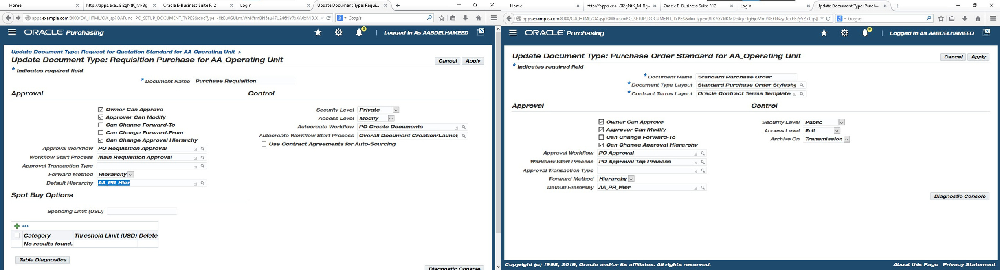 Home
http://apps.exa...9l2gNtK_M-Bg..
Oracle E-Business Suite R12
Login
Update Document Type: Requi...
apps.example.com:8000/OA_HTML/OA.jsp?OAFunc=PO_SETUP_DOCUMENT_TYPES&docType=
Google
ORACLE Purchasing
0
Logged In As AABDELHAMEED
Update Document Type: Request for Quotation Standard for AA_Operating Unit >
Update Document Type: Requisition Purchase for AA_Operating Unit
Cancel Apply
* Indicates required field
* Document Name Purchase Requisition
Approval
Control
Owner Can Approve
Approver Can Modify
Can Change Forward-To
Can Change Forward-From
Can Change Approval Hierarchy
Approval Workflow PO Requisition Approval
Workflow Start Process Main Requisition Approval
Approval Transaction Type
Forward Method Hierarchy
Default Hierarchy AA_PR_Hier
Security Level Private
Access Level Modify
Autocreate Workflow PO Create Documents
Autocreate Workflow Start Process Overall Document Creation/Launch
Use Contract Agreements for Auto-Sourcing
Spot Buy Options
Spending Limit (USD)
Category Threshold Limit (USD) Delete
No results found.
Table Diagnostics
Diagnostic Console
Home
http://apps.exa...9l2gNtK_M-Bg..
Oracle E-Business Suite R12
Login
Update Document Type: Purch...
apps.example.com:8000/OA_HTML/OA.jsp?OAFunc=PO_SETUP_DOCUMENT_TYPES&docType=
Google
ORACLE Purchasing
0
Logged In As AABDELHAMEED
Update Document Type: Purchase Order Standard for AA_Operating Unit
Cancel Apply
* Indicates required field
* Document Name Standard Purchase Order
* Document Type Layout Standard Purchase Order Styleshe
* Contract Terms Layout Oracle Contract Terms Template
Approval
Control
Owner Can Approve
Approver Can Modify
Can Change Forward-To
Can Change Approval Hierarchy
Approval Workflow PO Approval
Workflow Start Process PO Approval Top Process
Approval Transaction Type
Forward Method Hierarchy
Default Hierarchy AA_PR_Hier
Security Level Public
Access Level Full
Archive On Transmission
Diagnostic Console
Copyright (c) 1998, 2019, Oracle and/or its affiliates. All rights reserved.
About this Page Privacy Statement